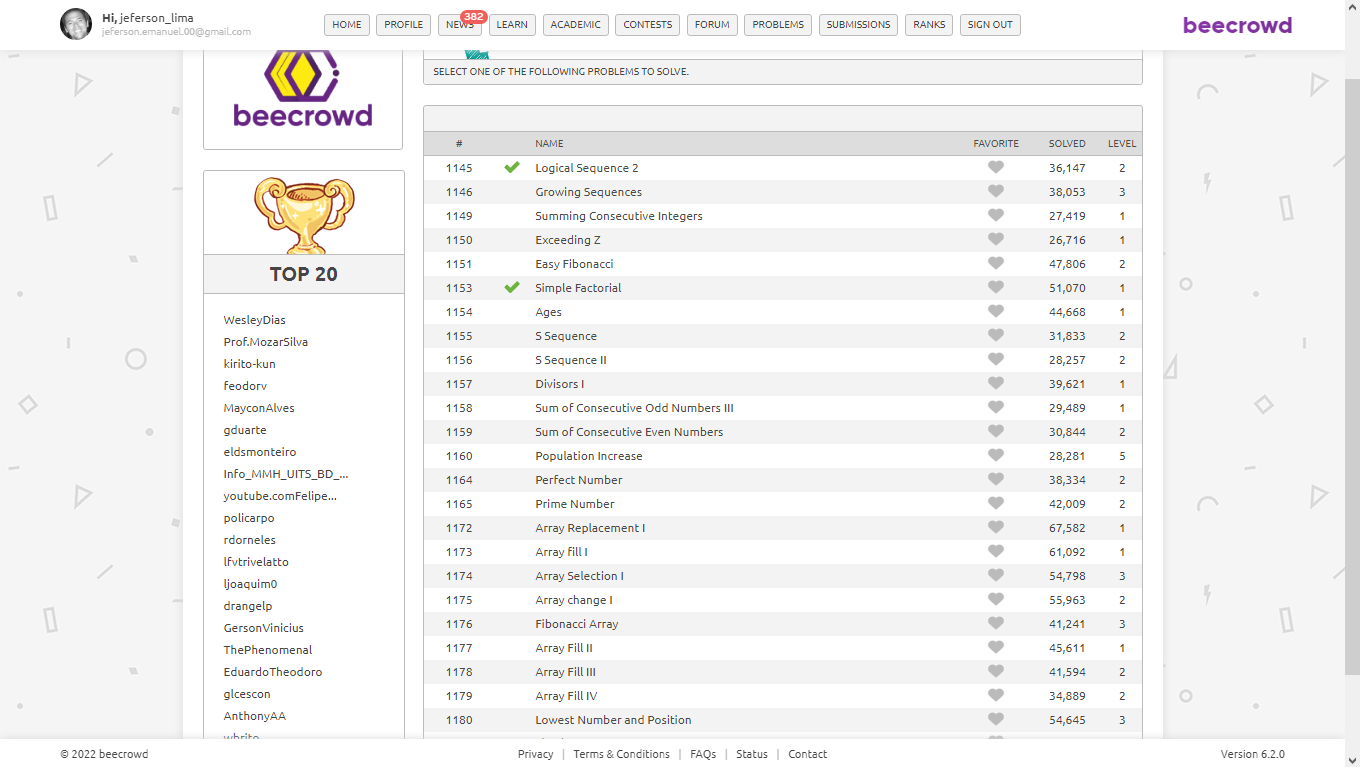 Hi, jeferson_lima
jeferson.emanuel.00@gmail.com
HOME PROFILE NEWS 382 LEARN ACADEMIC CONTESTS FORUM PROBLEMS SUBMISSIONS RANKS SIGN OUT
beecrowd
beecrowd
TOP 20
WesleyDias
Prof.MozarSilva
kirito-kun
feodorv
MayconAlves
gduarte
eldsmonteiro
Info_MMH_UITS_BD_...
youtube.comFelipe...
policarpo
rdorneles
lfvtrivelatto
ljoaquim0
drangelp
GersonVinicius
ThePhenomenal
EduardoTheodoro
glcescon
AnthonyAA
SELECT ONE OF THE FOLLOWING PROBLEMS TO SOLVE.
# NAME FAVORITE SOLVED LEVEL
1145 Logical Sequence 2 36,147 2
1146 Growing Sequences 38,053 3
1149 Summing Consecutive Integers 27,419 1
1150 Exceeding Z 26,716 1
1151 Easy Fibonacci 47,806 2
1153 Simple Factorial 51,070 1
1154 Ages 44,668 1
1155 S Sequence 31,833 2
1156 S Sequence II 28,257 2
1157 Divisors I 39,621 1
1158 Sum of Consecutive Odd Numbers III 29,489 1
1159 Sum of Consecutive Even Numbers 30,844 2
1160 Population Increase 28,281 5
1164 Perfect Number 38,334 2
1165 Prime Number 42,009 2
1172 Array Replacement I 67,582 1
1173 Array fill I 61,092 1
1174 Array Selection I 54,798 3
1175 Array change I 55,963 2
1176 Fibonacci Array 41,241 3
1177 Array Fill II 45,611 1
1178 Array Fill III 41,594 2
1179 Array Fill IV 34,889 2
1180 Lowest Number and Position 54,645 3
© 2022 beecrowd
Privacy | Terms & Conditions | FAQs | Status | Contact
Version 6.2.0